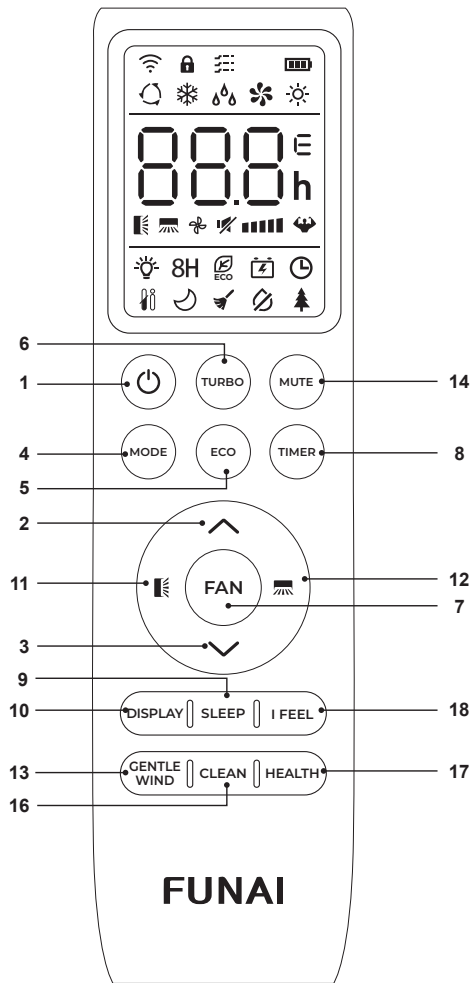 88.8 E
h
8H ECO
6
1 TURBO MUTE 14
4 MODE ECO TIMER 8
5
2
11 FAN 12
7
3
9
10 DISPLAY SLEEP I FEEL 18
13 GENTLE WIND CLEAN HEALTH 17
16
FUNAI